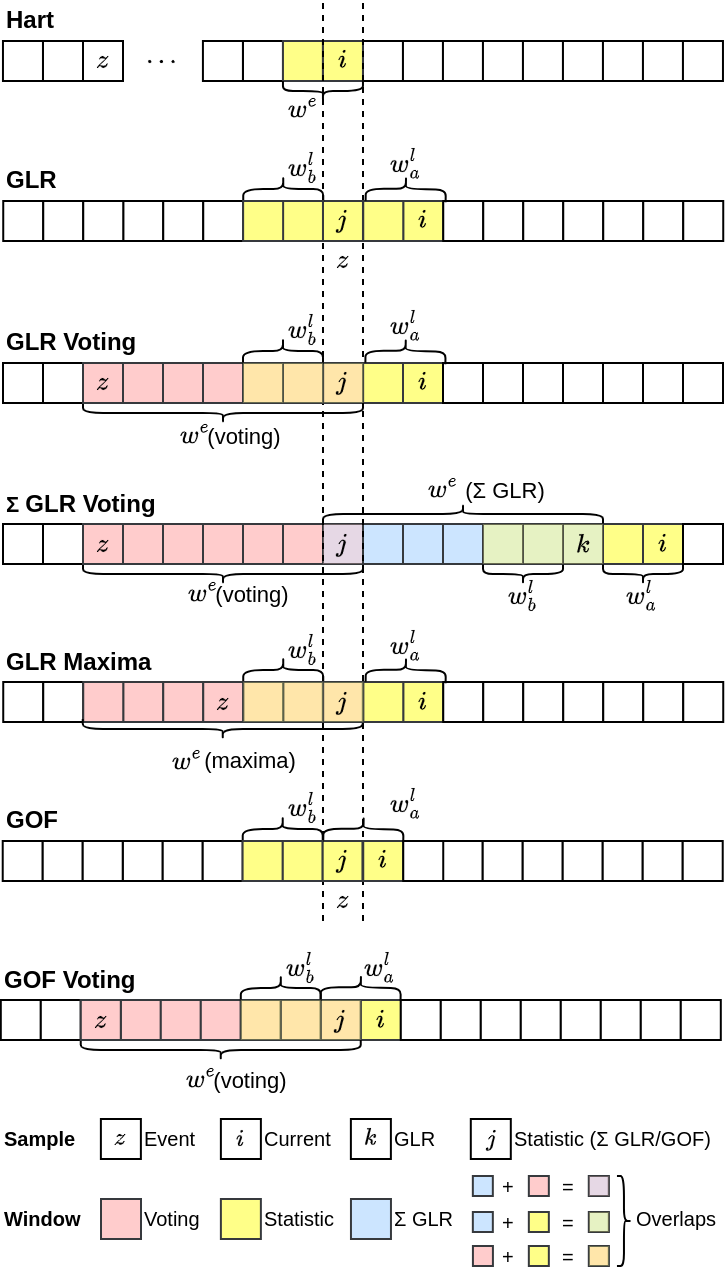 Hart
z ... i
w^e
GLR
w_b^l w_a^l
j i
z
GLR Voting
w_b^l w_a^l
z j i
w^e(voting)
Σ GLR Voting
w^e (Σ GLR)
z j k i
w^e(voting) w_b^l w_a^l
GLR Maxima
w_b^l w_a^l
z j i
w^e (maxima)
GOF
w_b^l w_a^l
j i
z
GOF Voting
w_b^l w_a^l
z j i
w^e(voting)
Sample z Event i Current k GLR j Statistic (Σ GLR/GOF)
Window Voting Statistic Σ GLR
+ =
+ = Overlaps
+ =